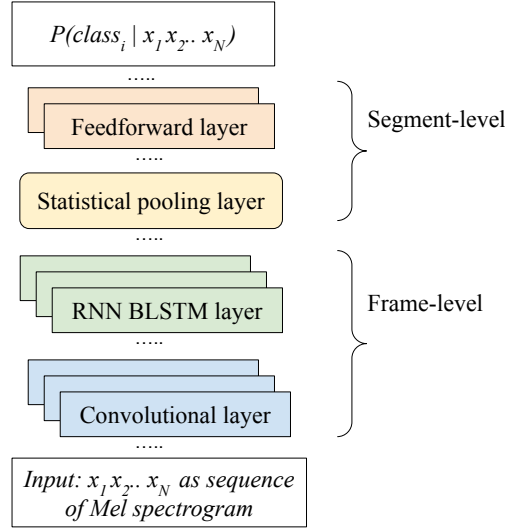 P(class_i | x_1 x_2.. x_N)
.....
Feedforward layer
Segment-level
.....
Statistical pooling layer
.....
RNN BLSTM layer
Frame-level
.....
Convolutional layer
.....
Input: x_1 x_2.. x_N as sequence
of Mel spectrogram